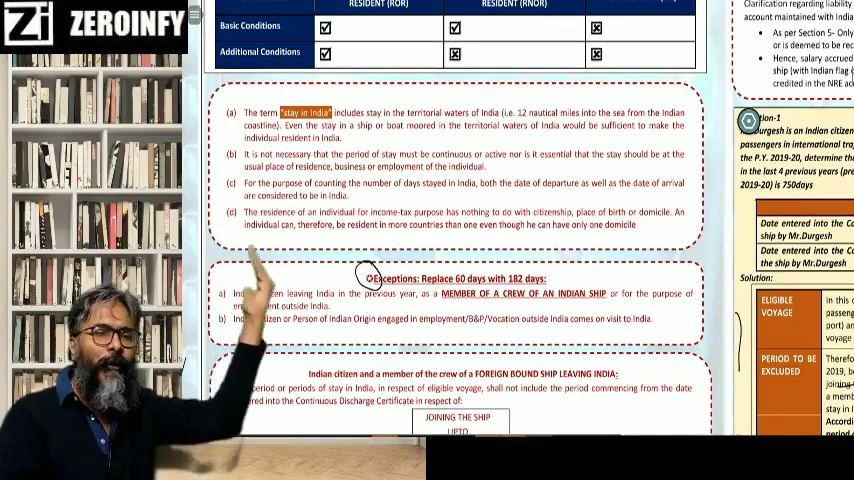 Zi ZEROINFY
RESIDENT (ROR) RESIDENT (RNOR)
Basic Conditions ☑ ☑ ☒
Additional Conditions ☑ ☒ ☒
(a) The term "stay in India" includes stay in the territorial waters of India (i.e. 12 nautical miles into the sea from the Indian
coastline). Even the stay in a ship or boat moored in the territorial waters of India would be sufficient to make the
individual resident in India.
(b) It is not necessary that the period of stay must be continuous or active nor is it essential that the stay should be at the
usual place of residence, business or employment of the individual.
(c) For the purpose of counting the number of days stayed in India, both the date of departure as well as the date of arrival
are considered to be in India.
(d) The residence of an individual for income-tax purpose has nothing to do with citizenship, place of birth or domicile. An
individual can, therefore, be resident in more countries than one even though he can have only one domicile
Exceptions: Replace 60 days with 182 days:
a) citizen leaving India in the previous year, as a MEMBER OF A CREW OF AN INDIAN SHIP or for the purpose of
outside India.
b) citizen or Person of Indian Origin engaged in employment/B&P/Vocation outside India comes on visit to India.
Indian citizen and a member of the crew of a FOREIGN BOUND SHIP LEAVING INDIA:
period or periods of stay in India, in respect of eligible voyage, shall not include the period commencing from the date
into the Continuous Discharge Certificate in respect of:
JOINING THE SHIP
UPTO
Clarification regarding liability
account maintained with India
• As per Section 5- Only
or is deemed to be rec
• Hence, salary accrued
ship (with Indian flag
credited in the NRE acc
tion-1
urgesh is an Indian citizen
passengers in international tra
the P.Y. 2019-20, determine th
in the last 4 previous years (pre
2019-20) is 750days
Date entered into the Co
ship by Mr.Durgesh
Date entered into the Co
the ship by Mr.Durgesh
Solution:
ELIGIBLE
VOYAGE
In this c
passeng
port) an
voyage
PERIOD TO BE
EXCLUDED
Therefo
2019, b
joining
a memb
stay in I
Accordi
period